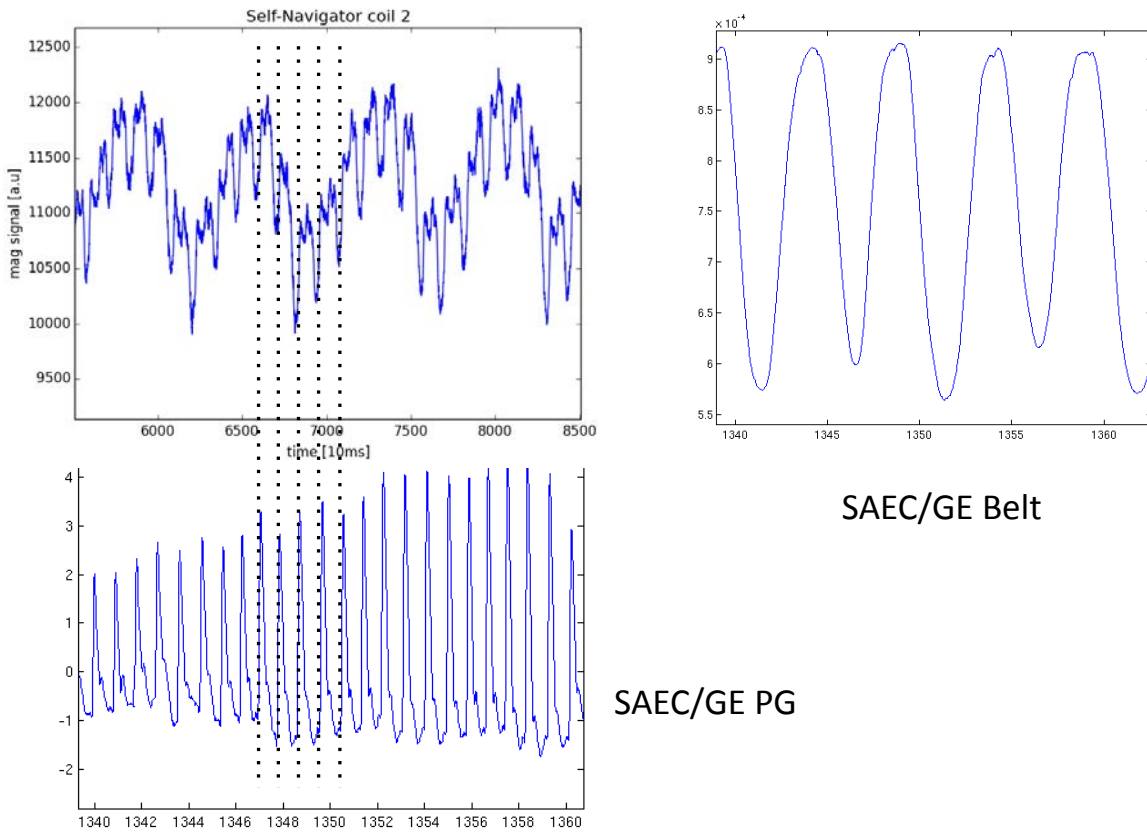 Self-Navigator coil 2
12500
12000
11500
11000
10500
10000
9500
mag signal [a.u]
6000 6500 7000 7500 8000 8500
time [10ms]
× 10⁻⁴
9
8.5
8
7.5
7
6.5
6
5.5
1340 1345 1350 1355 1360
SAEC/GE Belt
4
3
2
1
0
-1
-2
1340 1342 1344 1346 1348 1350 1352 1354 1356 1358 1360
SAEC/GE PG